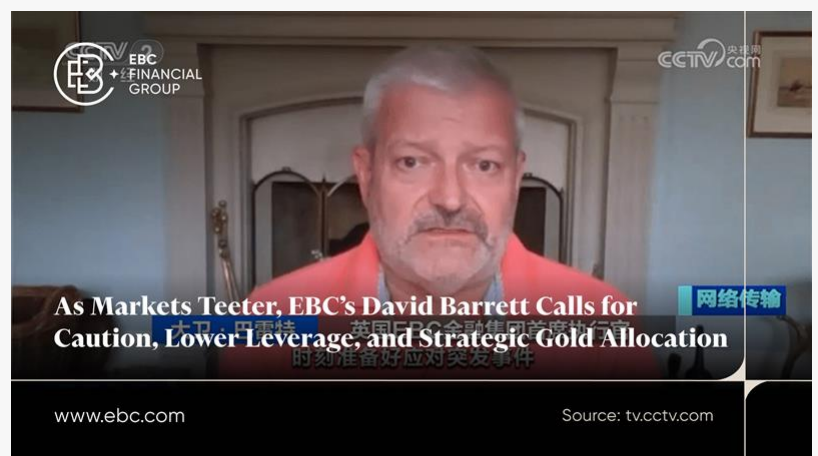 CCTV 2
EBC
FINANCIAL
GROUP
CCTV 央视网
com
网络传输
As Markets Teeter, EBC's David Barrett Calls for
大卫·巴雷特 英国EBC金融集团首席执行官
Caution, Lower Leverage, and Strategic Gold Allocation
时刻准备好应对突发事件
www.ebc.com
Source: tv.cctv.com